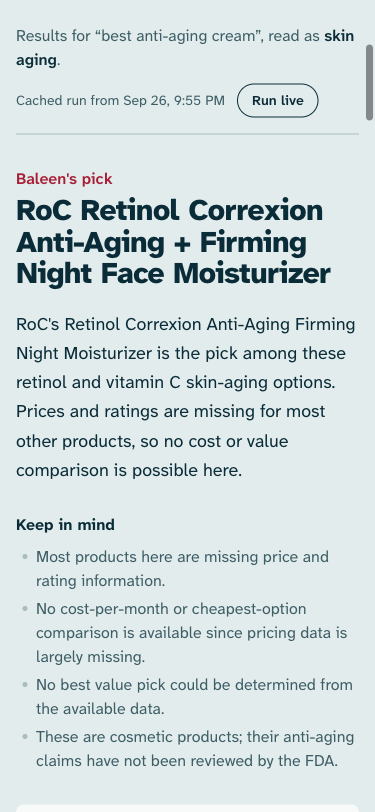 Results for “best anti-aging cream”, read as skin
aging.
Cached run from Sep 26, 9:55 PM
Run live
Baleen's pick
RoC Retinol Correxion
Anti-Aging + Firming
Night Face Moisturizer
RoC's Retinol Correxion Anti-Aging Firming
Night Moisturizer is the pick among these
retinol and vitamin C skin-aging options.
Prices and ratings are missing for most
other products, so no cost or value
comparison is possible here.
Keep in mind
Most products here are missing price and
rating information.
No cost-per-month or cheapest-option
comparison is available since pricing data is
largely missing.
No best value pick could be determined from
the available data.
These are cosmetic products; their anti-aging
claims have not been reviewed by the FDA.